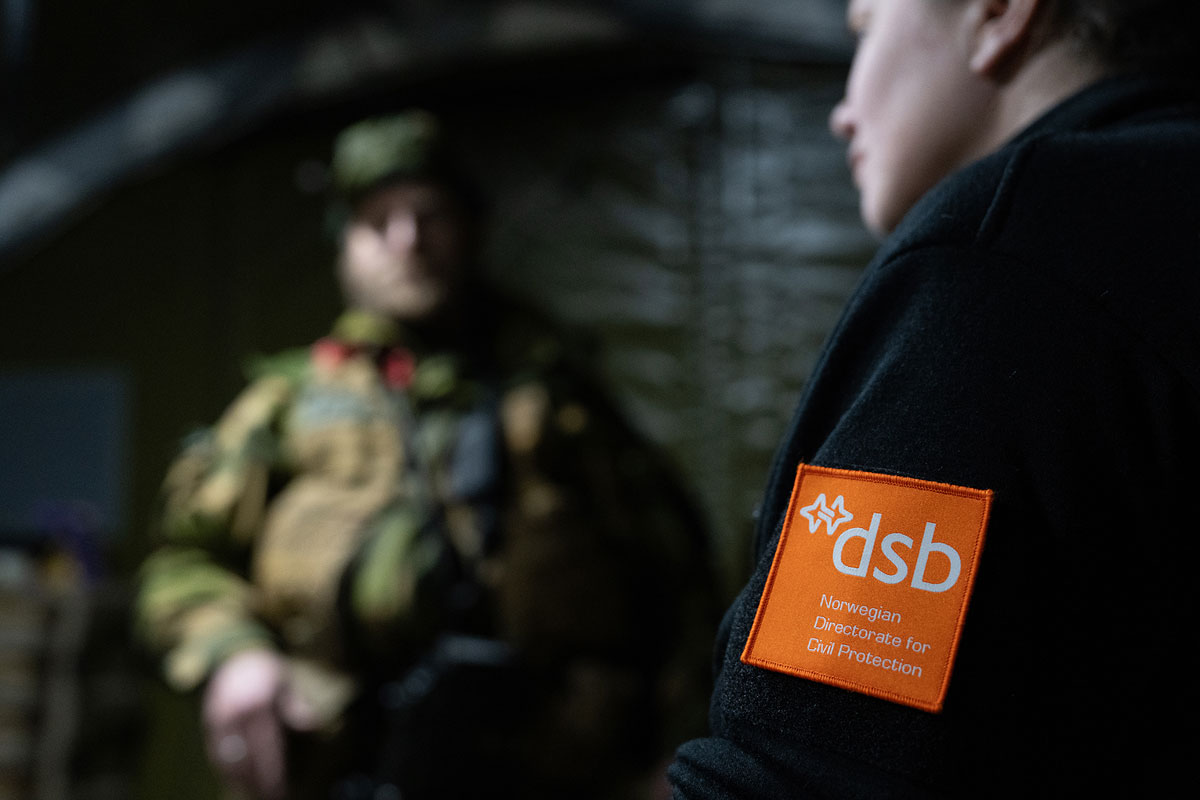 dsb
Norwegian
Directorate for
Civil Protection